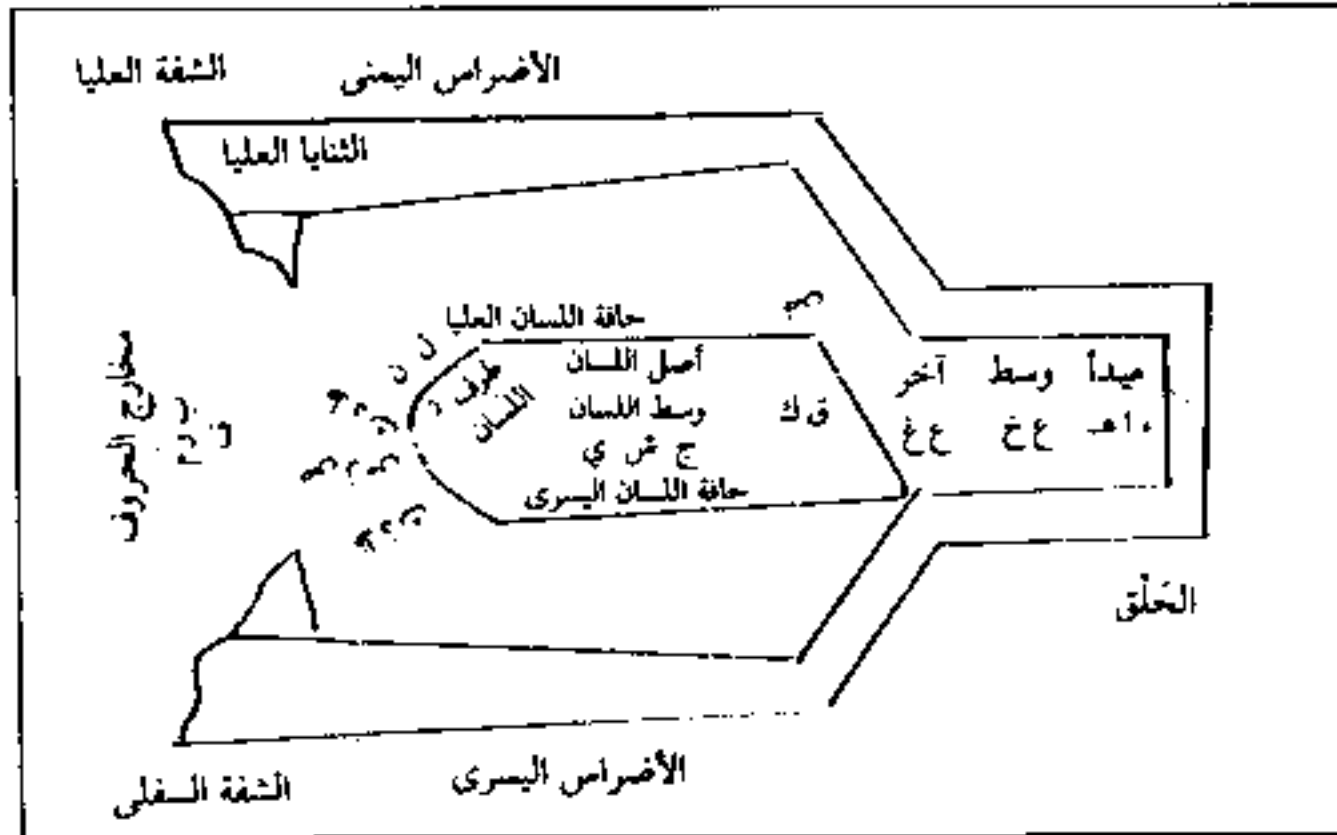 الشفة العليا
الأضراس اليمنى
الثنايا العليا
حافة اللسان العليا
ض
ل ن
طرف
اللسان
أصل اللسان
وسط اللسان
ج ش ي
حافة اللسان اليسرى
ق ك
آخر
ع غ
وسط
ع خ
مبدأ
ء ا هـ
مخارج الحروف
الحَلْق
الأضراس اليسرى
الشفة السفلى